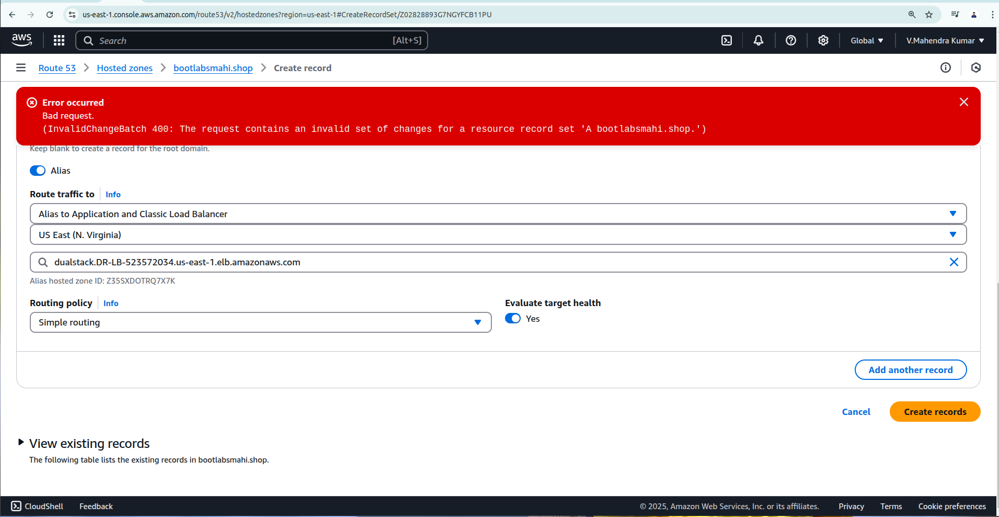 us-east-1.console.aws.amazon.com/route53/v2/hostedzones?region=us-east-1#CreateRecordSet/Z02828893G7NGYFCB11PU
aws
Search [Alt+S]
Global
V.Mahendra Kumar
Route 53 > Hosted zones > bootlabsmahi.shop > Create record
Error occurred
Bad request.
(InvalidChangeBatch 400: The request contains an invalid set of changes for a resource record set 'A bootlabsmahi.shop.')
Keep blank to create a record for the root domain.
Alias
Route traffic to Info
Alias to Application and Classic Load Balancer
US East (N. Virginia)
dualstack.DR-LB-523572034.us-east-1.elb.amazonaws.com
Alias hosted zone ID: Z35SXDOTRQ7X7K
Routing policy Info
Evaluate target health
Simple routing
Yes
Add another record
Cancel
Create records
View existing records
The following table lists the existing records in bootlabsmahi.shop.
CloudShell
Feedback
© 2025, Amazon Web Services, Inc. or its affiliates.
Privacy
Terms
Cookie preferences